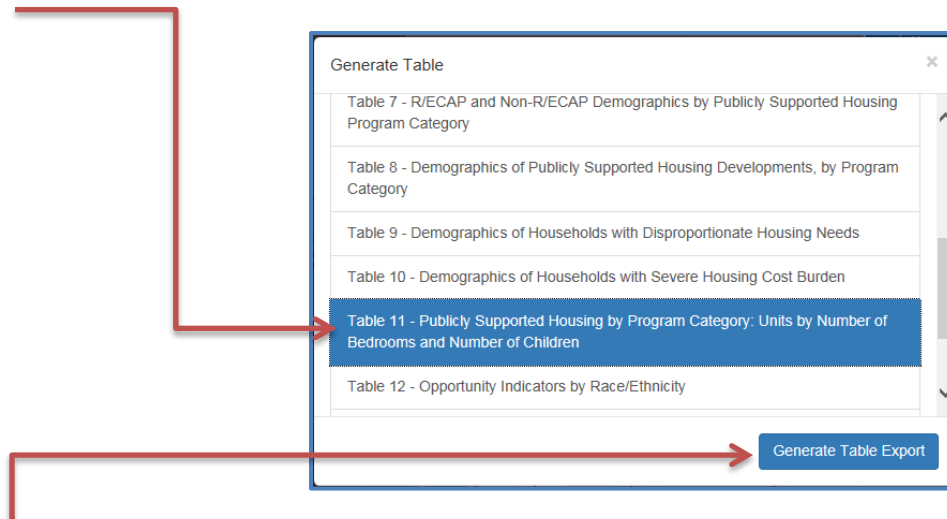 Generate Table
×
Table 7 - R/ECAP and Non-R/ECAP Demographics by Publicly Supported Housing
Program Category
Table 8 - Demographics of Publicly Supported Housing Developments, by Program
Category
Table 9 - Demographics of Households with Disproportionate Housing Needs
Table 10 - Demographics of Households with Severe Housing Cost Burden
Table 11 - Publicly Supported Housing by Program Category: Units by Number of
Bedrooms and Number of Children
Table 12 - Opportunity Indicators by Race/Ethnicity
Generate Table Export